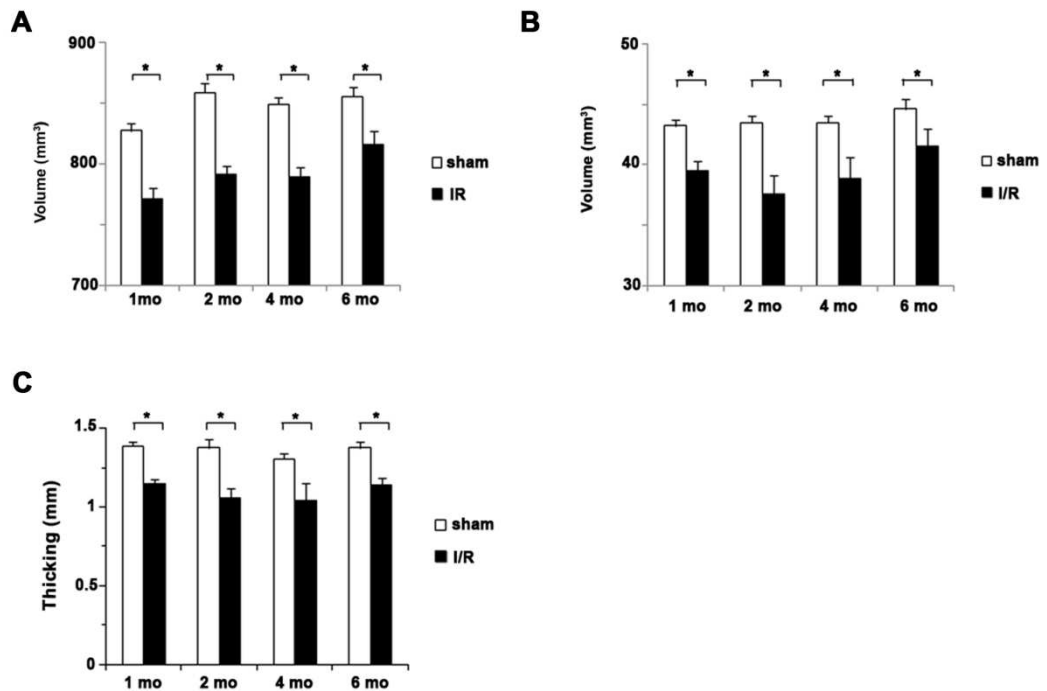 A
900
800
700
Volume (mm³)
* * * *
1mo 2 mo 4 mo 6 mo
sham
IR
B
50
40
30
Volume (mm³)
* * * *
1 mo 2 mo 4 mo 6 mo
sham
I/R
C
1.5
1
0.5
0
Thicking (mm)
* * * *
1 mo 2 mo 4 mo 6 mo
sham
I/R